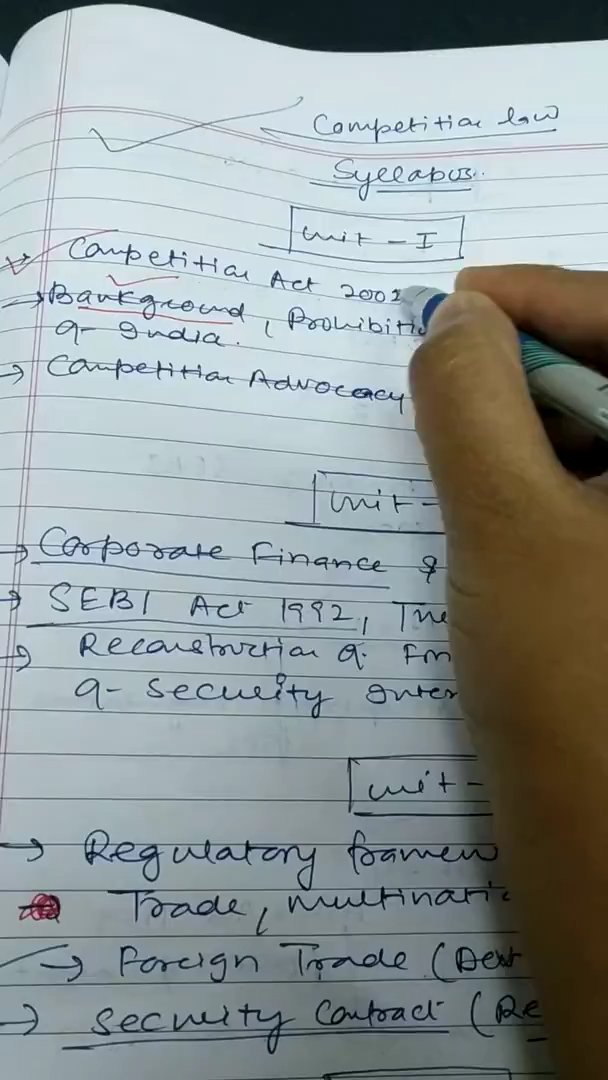 Competition law
Syllabus
Unit - I
Competition Act 2002
Background, Prohibitio
of India.
Competition Advocacy
Unit -
Corporate Finance &
SEBI Act 1992, The
Reconstruction of Fin
of Security Inter
Unit -
Regulatory framew
Trade, multinatio
Foreign Trade (Dev
Security Contract (Re